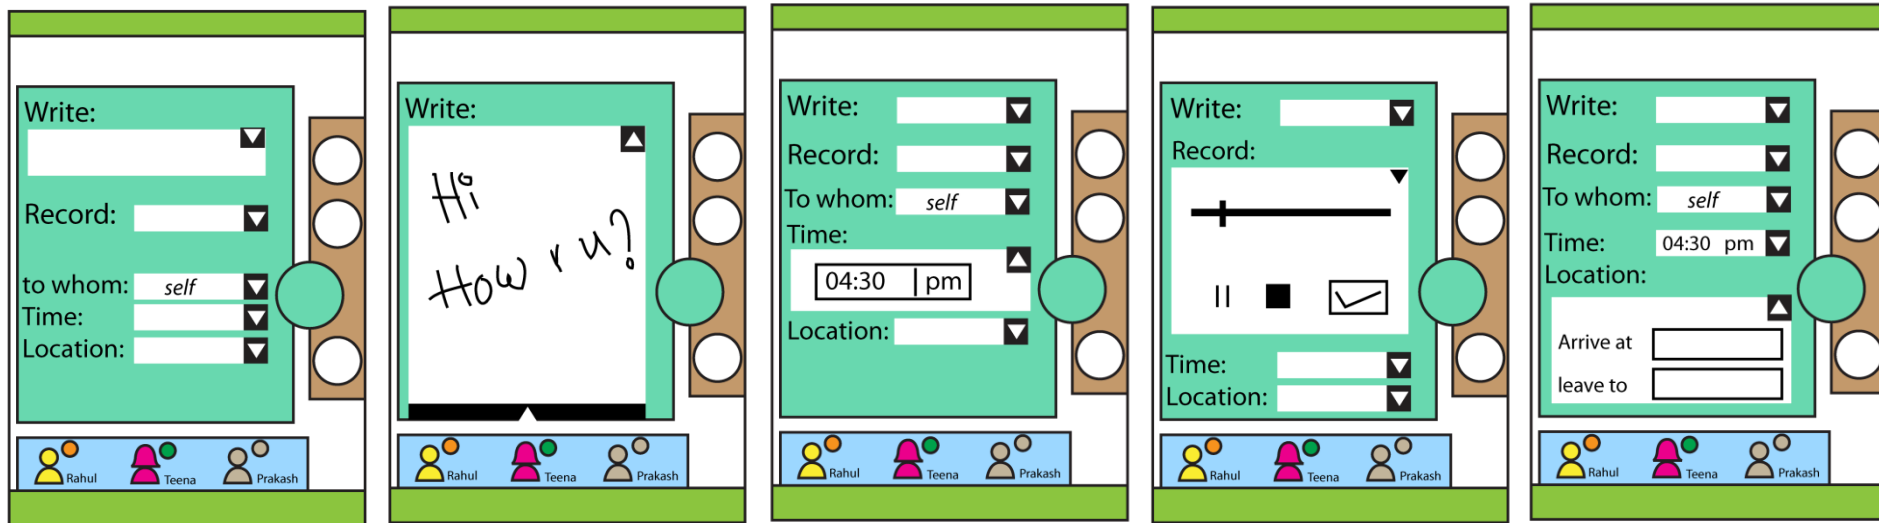 Write:
Record:
to whom: self
Time:
Location:
Rahul Teena Prakash
Write:
Hi
How r u?
Rahul Teena Prakash
Write:
Record:
To whom: self
Time:
04:30 pm
Location:
Rahul Teena Prakash
Write:
Record:
Time:
Location:
Rahul Teena Prakash
Write:
Record:
To whom: self
Time: 04:30 pm
Location:
Arrive at
leave to
Rahul Teena Prakash